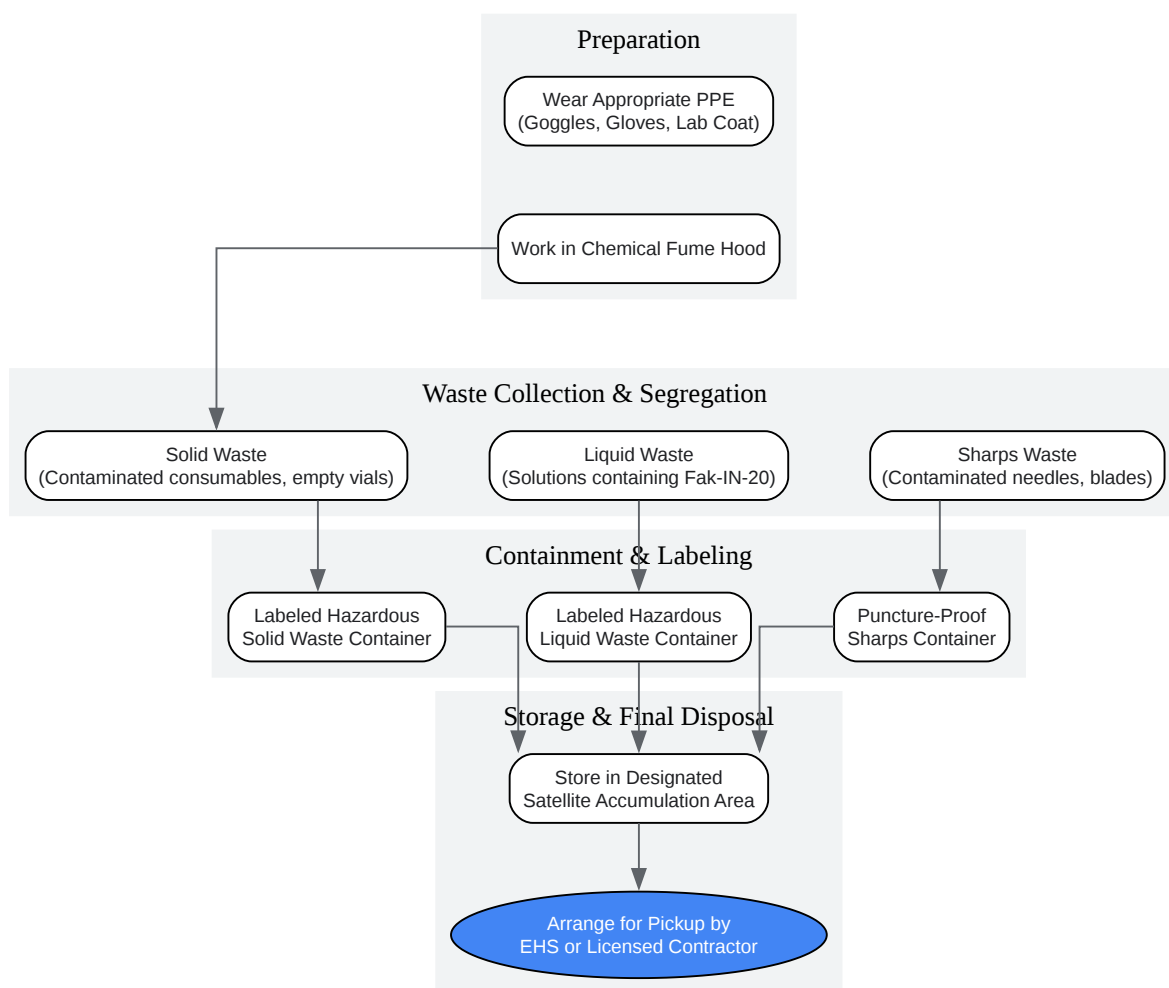 Preparation
Wear Appropriate PPE
(Goggles, Gloves, Lab Coat)
Work in Chemical Fume Hood
Waste Collection & Segregation
Solid Waste
(Contaminated consumables, empty vials)
Liquid Waste
(Solutions containing Fak-IN-20)
Sharps Waste
(Contaminated needles, blades)
Containment & Labeling
Labeled Hazardous
Solid Waste Container
Labeled Hazardous
Liquid Waste Container
Puncture-Proof
Sharps Container
Storage & Final Disposal
Store in Designated
Satellite Accumulation Area
Arrange for Pickup by
EHS or Licensed Contractor